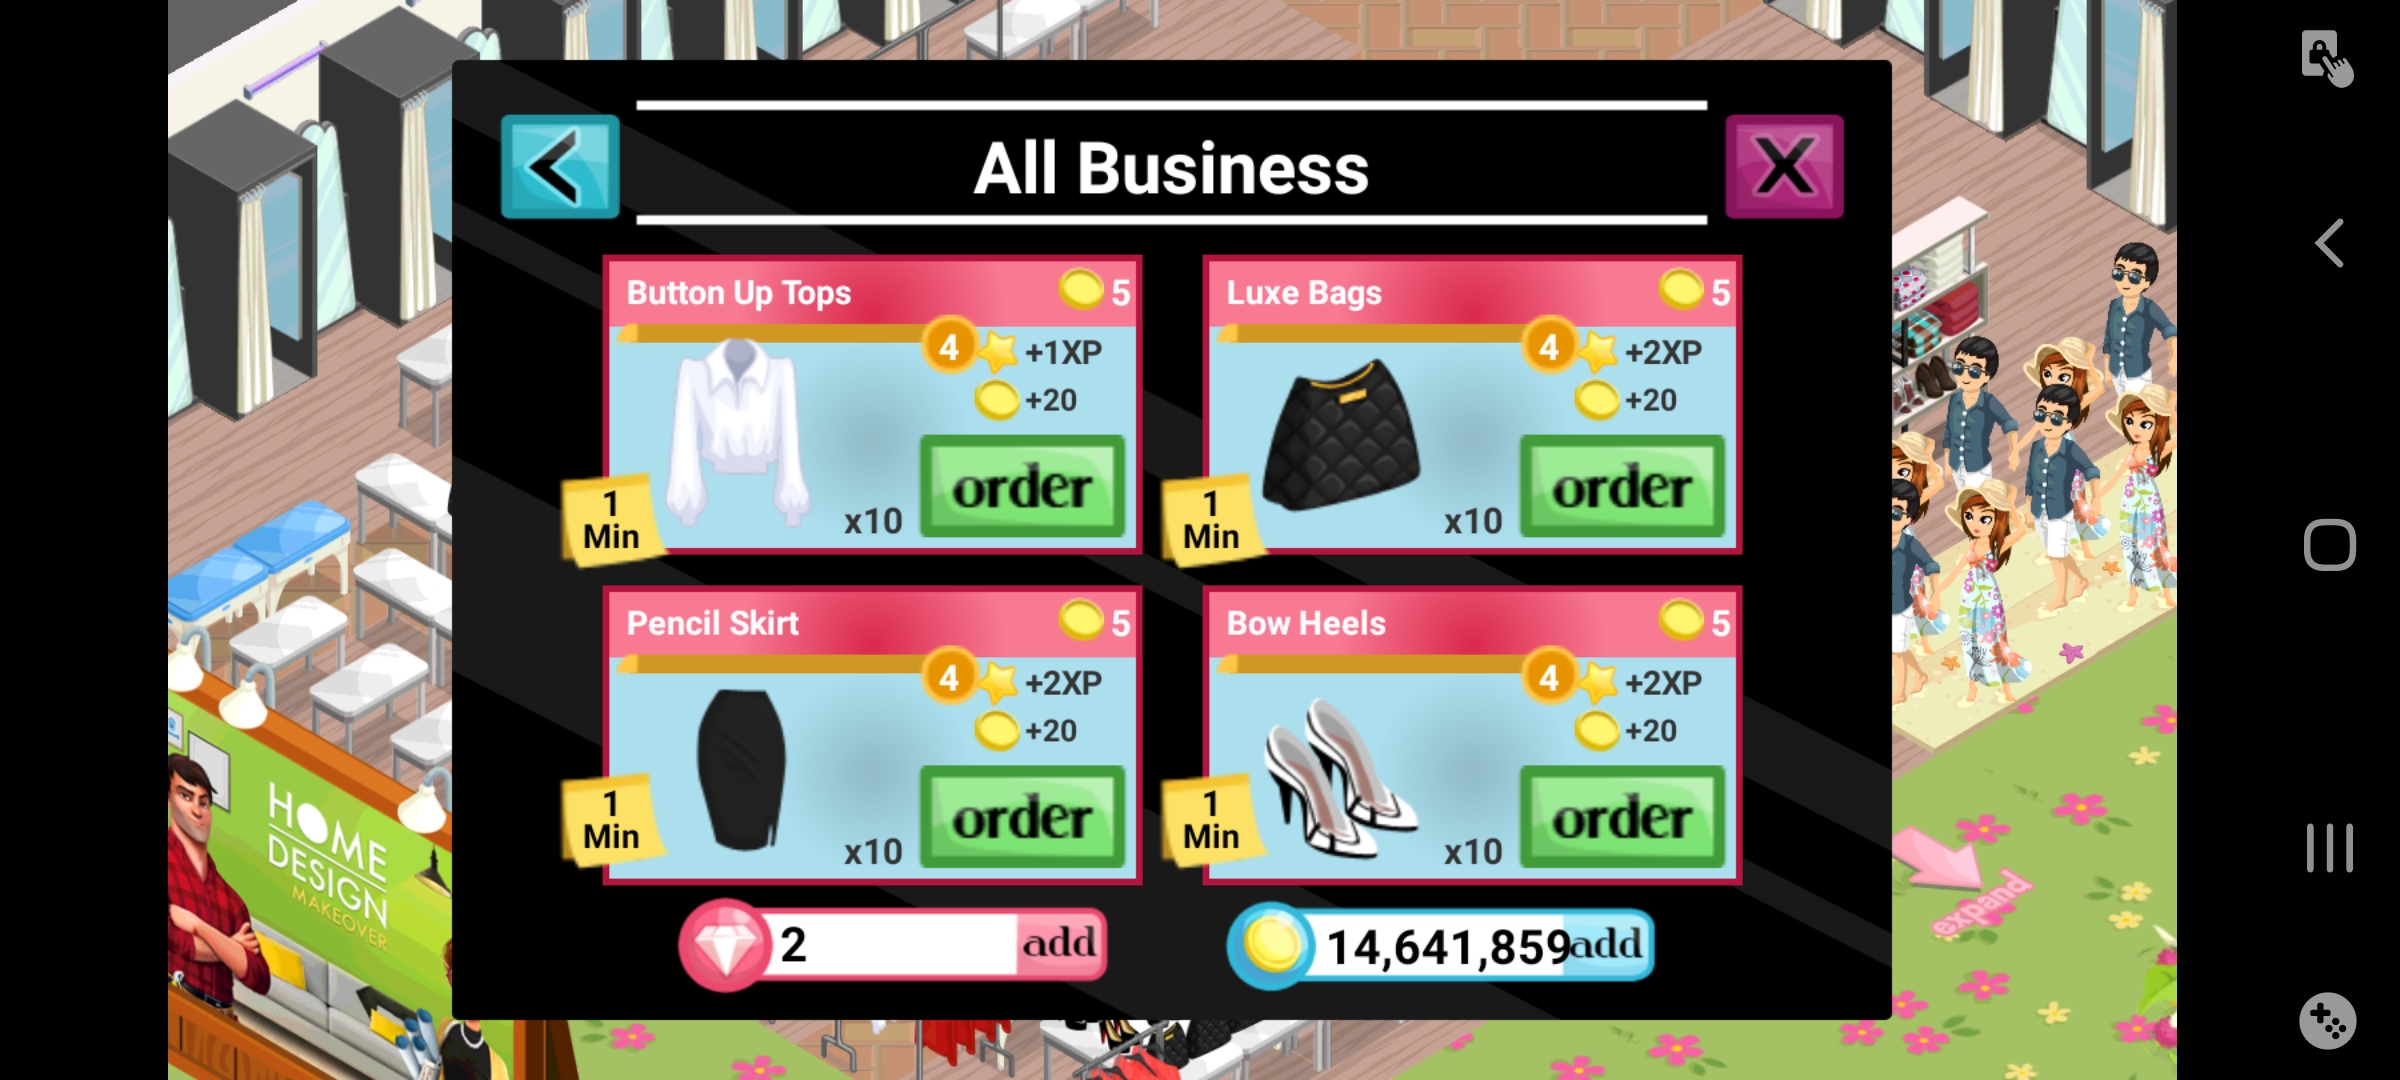 All Business
Button Up Tops
5
4
+1XP
+20
1
Min
x10
order
Luxe Bags
5
4
+2XP
+20
1
Min
x10
order
Pencil Skirt
5
4
+2XP
+20
1
Min
x10
order
Bow Heels
5
4
+2XP
+20
1
Min
x10
order
2
add
14,641,859
add
HOME
DESIGN
MAKEOVER
expand